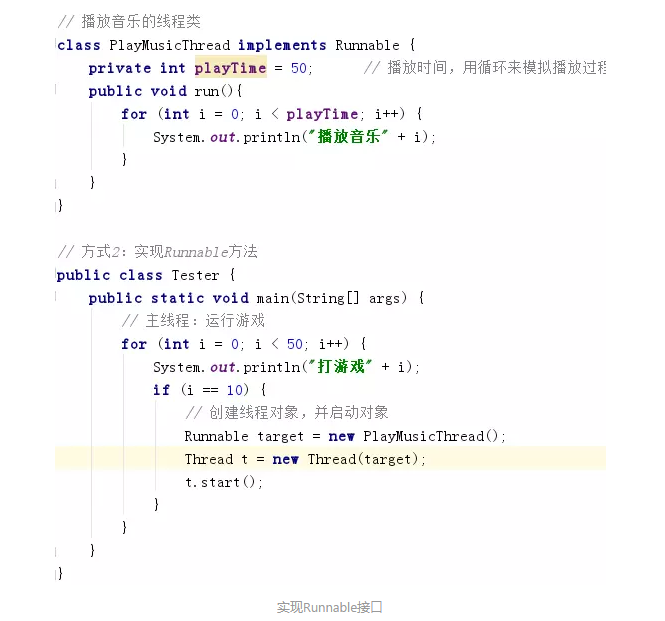 // 播放音乐的线程类
class PlayMusicThread implements Runnable {
    private int playTime = 50;      // 播放时间，用循环来模拟播放过程
    public void run(){
        for (int i = 0; i < playTime; i++) {
            System.out.println("播放音乐" + i);
        }
    }
}
// 方式2：实现Runnable方法
public class Tester {
    public static void main(String[] args) {
        // 主线程：运行游戏
        for (int i = 0; i < 50; i++) {
            System.out.println("打游戏" + i);
            if (i == 10) {
                // 创建线程对象，并启动对象
                Runnable target = new PlayMusicThread();
                Thread t = new Thread(target);
                t.start();
            }
        }
    }
}
实现Runnable接口